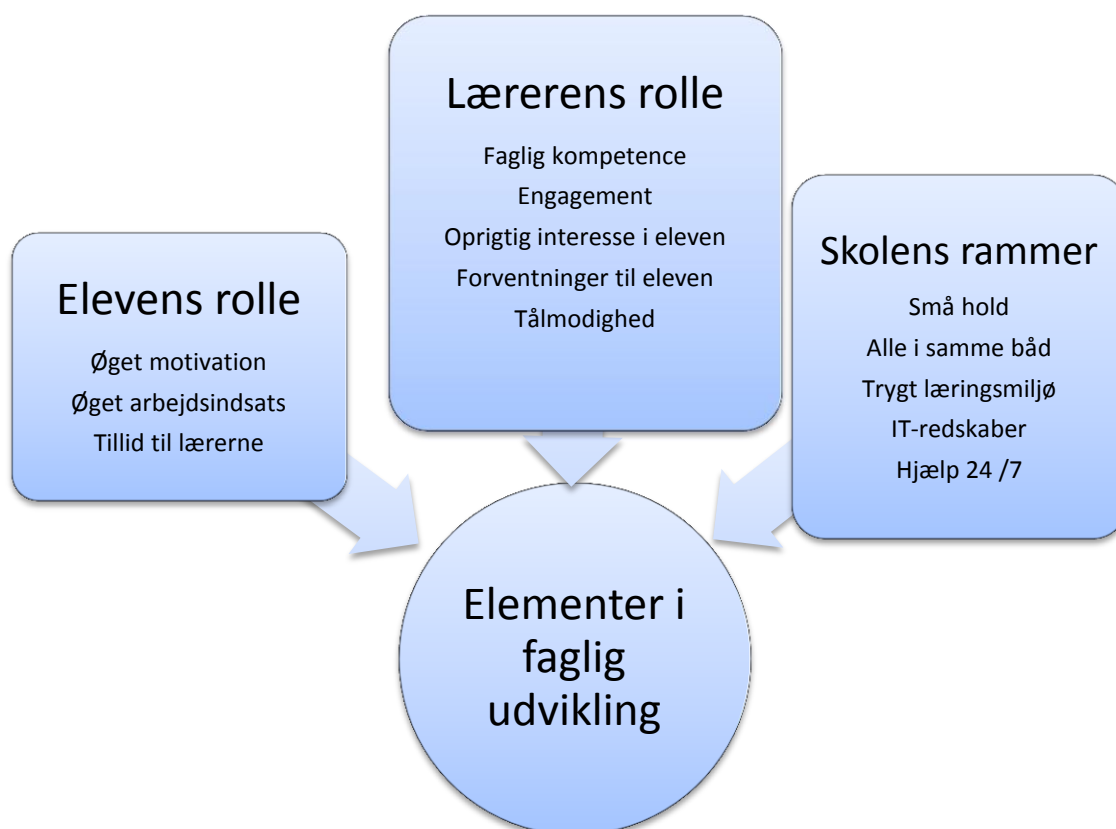 Elevens rolle
Øget motivation
Øget arbejdsindsats
Tillid til lærerne
Lærerens rolle
Faglig kompetence
Engagement
Oprigtig interesse i eleven
Forventninger til eleven
Tålmodighed
Skolens rammer
Små hold
Alle i samme båd
Trygt læringsmiljø
IT-redskaber
Hjælp 24 /7
Elementer i
faglig
udvikling